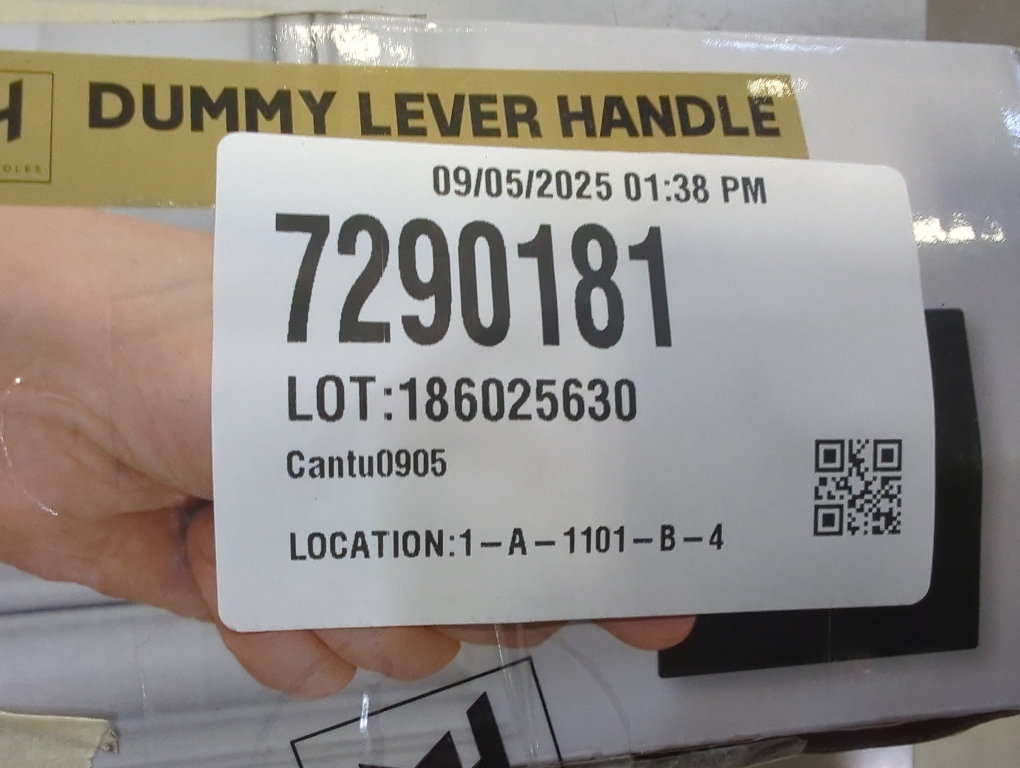 DUMMY LEVER HANDLE
09/05/2025 01:38 PM
7290181
LOT:186025630
Cantu0905
LOCATION:1-A-1101-B-4